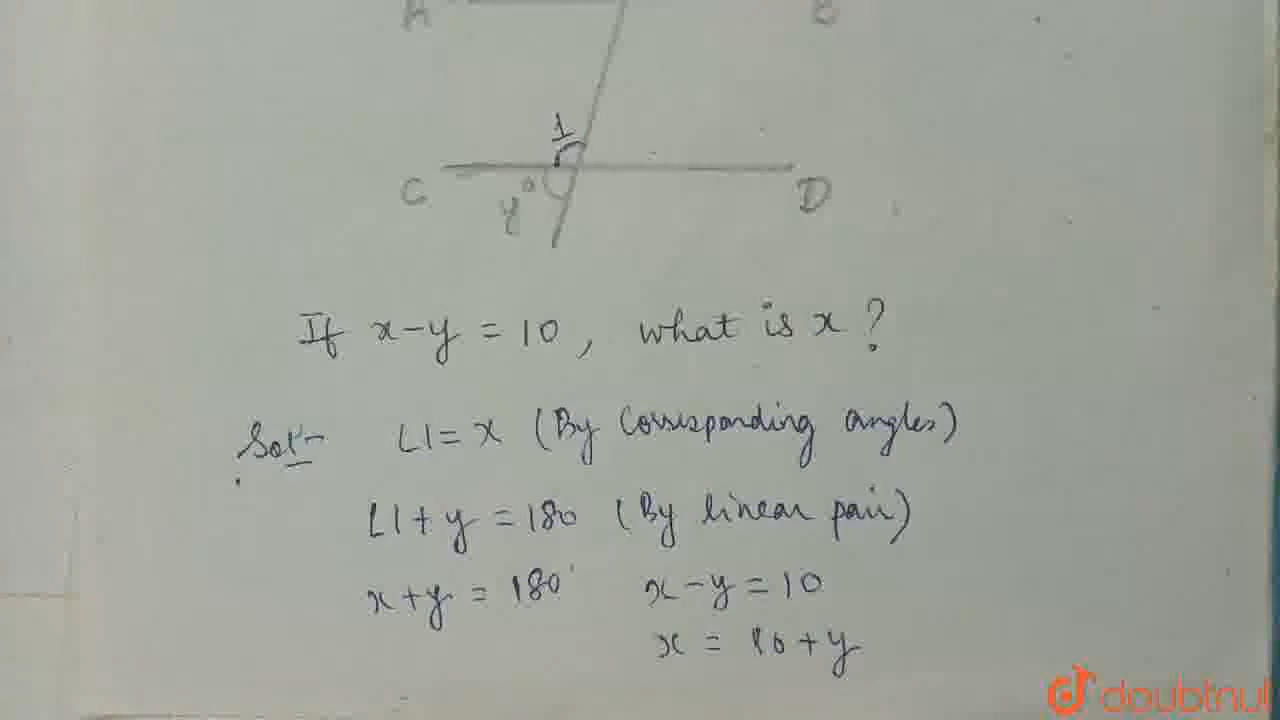 A B
1
C D
y°
If x-y = 10, what is x?
Sol:- ∠1 = x (By Corresponding angles)
∠1 + y = 180 (By linear pair)
x+y = 180° x-y = 10
x = 10+y
doubtnut